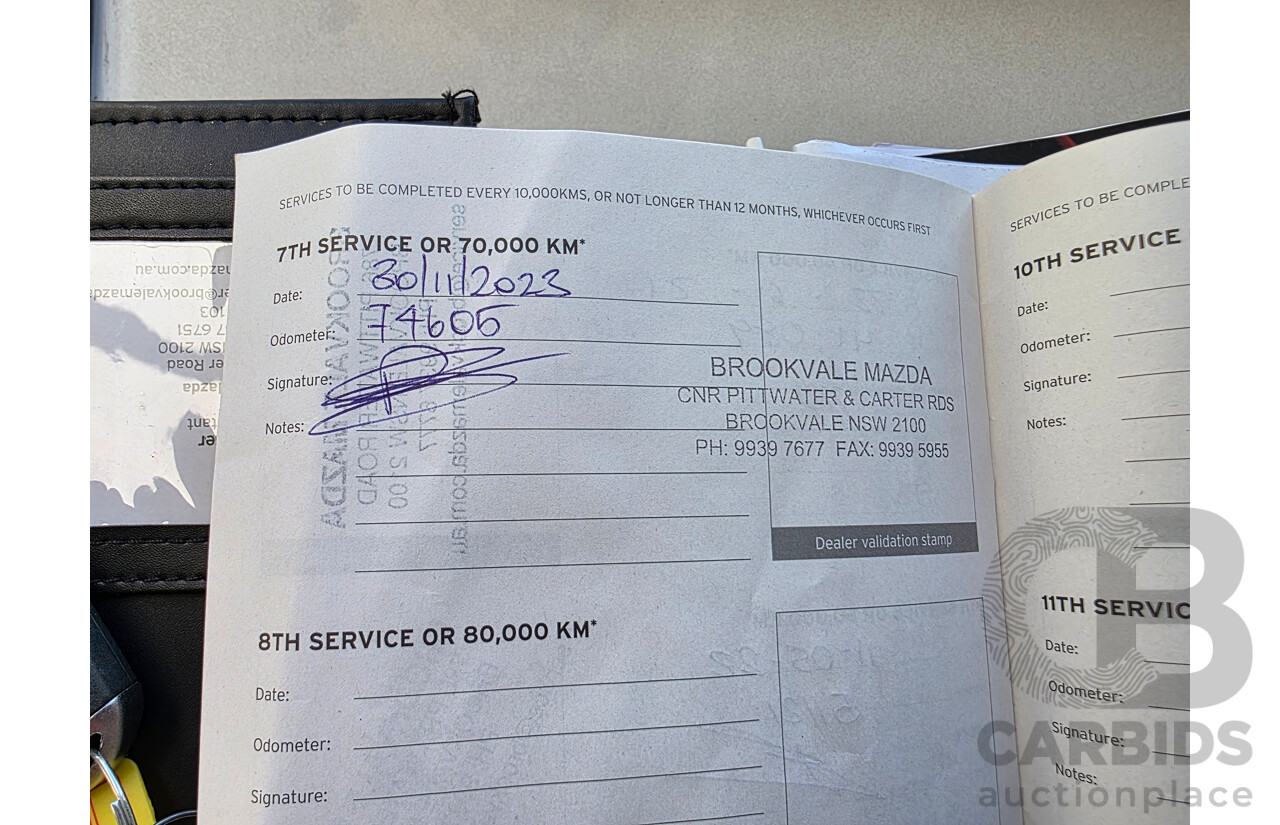 SERVICES TO BE COMPLETED EVERY 10,000KMS, OR NOT LONGER THAN 12 MONTHS, WHICHEVER OCCURS FIRST
7TH SERVICE OR 70,000 KM*
Date: 30/11/2023
Odometer: 74605
Signature:
Notes:
BROOKVALE MAZDA
CNR PITTWATER & CARTER RDS
BROOKVALE NSW 2100
PH: 9939 7677 FAX: 9939 5955
Dealer validation stamp
8TH SERVICE OR 80,000 KM*
Date:
Odometer:
Signature:
SERVICES TO BE COMPLE
10TH SERVICE
Date:
Odometer:
Signature:
Notes:
11TH SERVIC
Date:
Odometer:
Signature:
Notes:
CB
CARBIDS
auctionplace